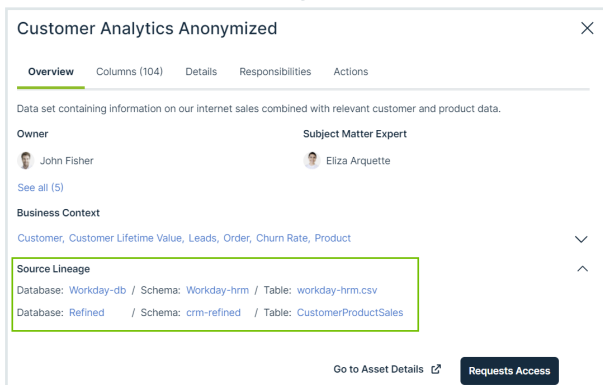 Customer Analytics Anonymized
Overview Columns (104) Details Responsibilities Actions
Data set containing information on our internet sales combined with relevant customer and product data.
Owner Subject Matter Expert
John Fisher Eliza Arquette
See all (5)
Business Context
Customer, Customer Lifetime Value, Leads, Order, Churn Rate, Product
Source Lineage
Database: Workday-db / Schema: Workday-hrm / Table: workday-hrm.csv
Database: Refined / Schema: crm-refined / Table: CustomerProductSales
Go to Asset Details Requests Access